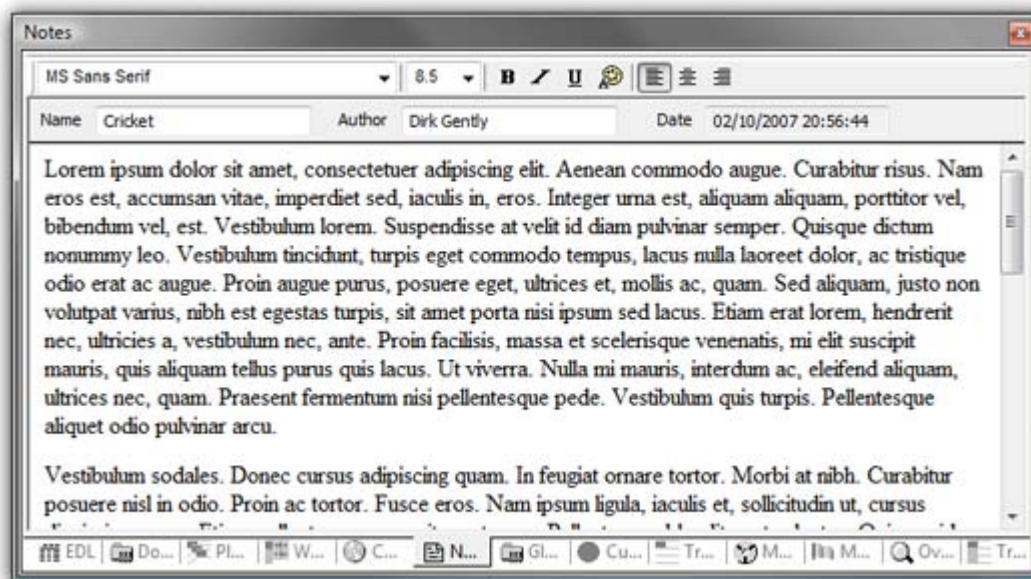 Notes
MS Sans Serif 8.5 B I U
Name Cricket Author Dirk Gently Date 02/10/2007 20:56:44
Lorem ipsum dolor sit amet, consectetuer adipiscing elit. Aenean commodo augue. Curabitur risus. Nam
eros est, accumsan vitae, imperdiet sed, iaculis in, eros. Integer urna est, aliquam aliquam, porttitor vel,
bibendum vel, est. Vestibulum lorem. Suspendisse at velit id diam pulvinar semper. Quisque dictum
nonummy leo. Vestibulum tincidunt, turpis eget commodo tempus, lacus nulla laoreet dolor, ac tristique
odio erat ac augue. Proin augue purus, posuere eget, ultrices et, mollis ac, quam. Sed aliquam, justo non
volutpat varius, nibh est egestas turpis, sit amet porta nisi ipsum sed lacus. Etiam erat lorem, hendrerit
nec, ultricies a, vestibulum nec, ante. Proin facilisis, massa et scelerisque venenatis, mi elit suscipit
mauris, quis aliquam tellus purus quis lacus. Ut viverra. Nulla mi mauris, interdum ac, eleifend aliquam,
ultrices nec, quam. Praesent fermentum nisi pellentesque pede. Vestibulum quis turpis. Pellentesque
aliquet odio pulvinar arcu.
Vestibulum sodales. Donec cursus adipiscing quam. In feugiat ornare tortor. Morbi at nibh. Curabitur
posuere nisl in odio. Proin ac tortor. Fusce eros. Nam ipsum ligula, iaculis et, sollicitudin ut, cursus
EDL Do... Pl... W... C... N... Gl... Cu... Tr... M... M... Ov... Tr...